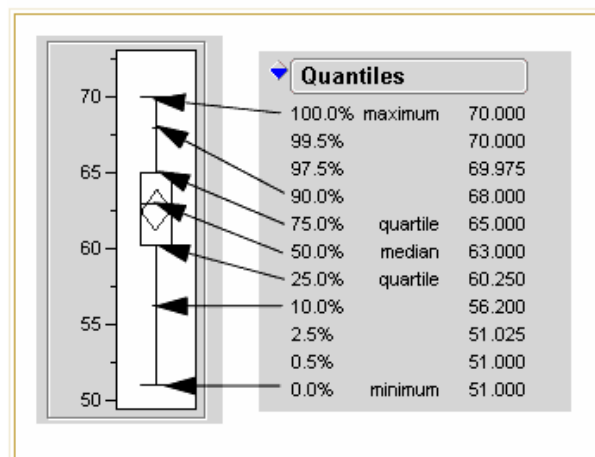 70
65
60
55
50
Quantiles
100.0% maximum 70.000
99.5% 70.000
97.5% 69.975
90.0% 68.000
75.0% quartile 65.000
50.0% median 63.000
25.0% quartile 60.250
10.0% 56.200
2.5% 51.025
0.5% 51.000
0.0% minimum 51.000